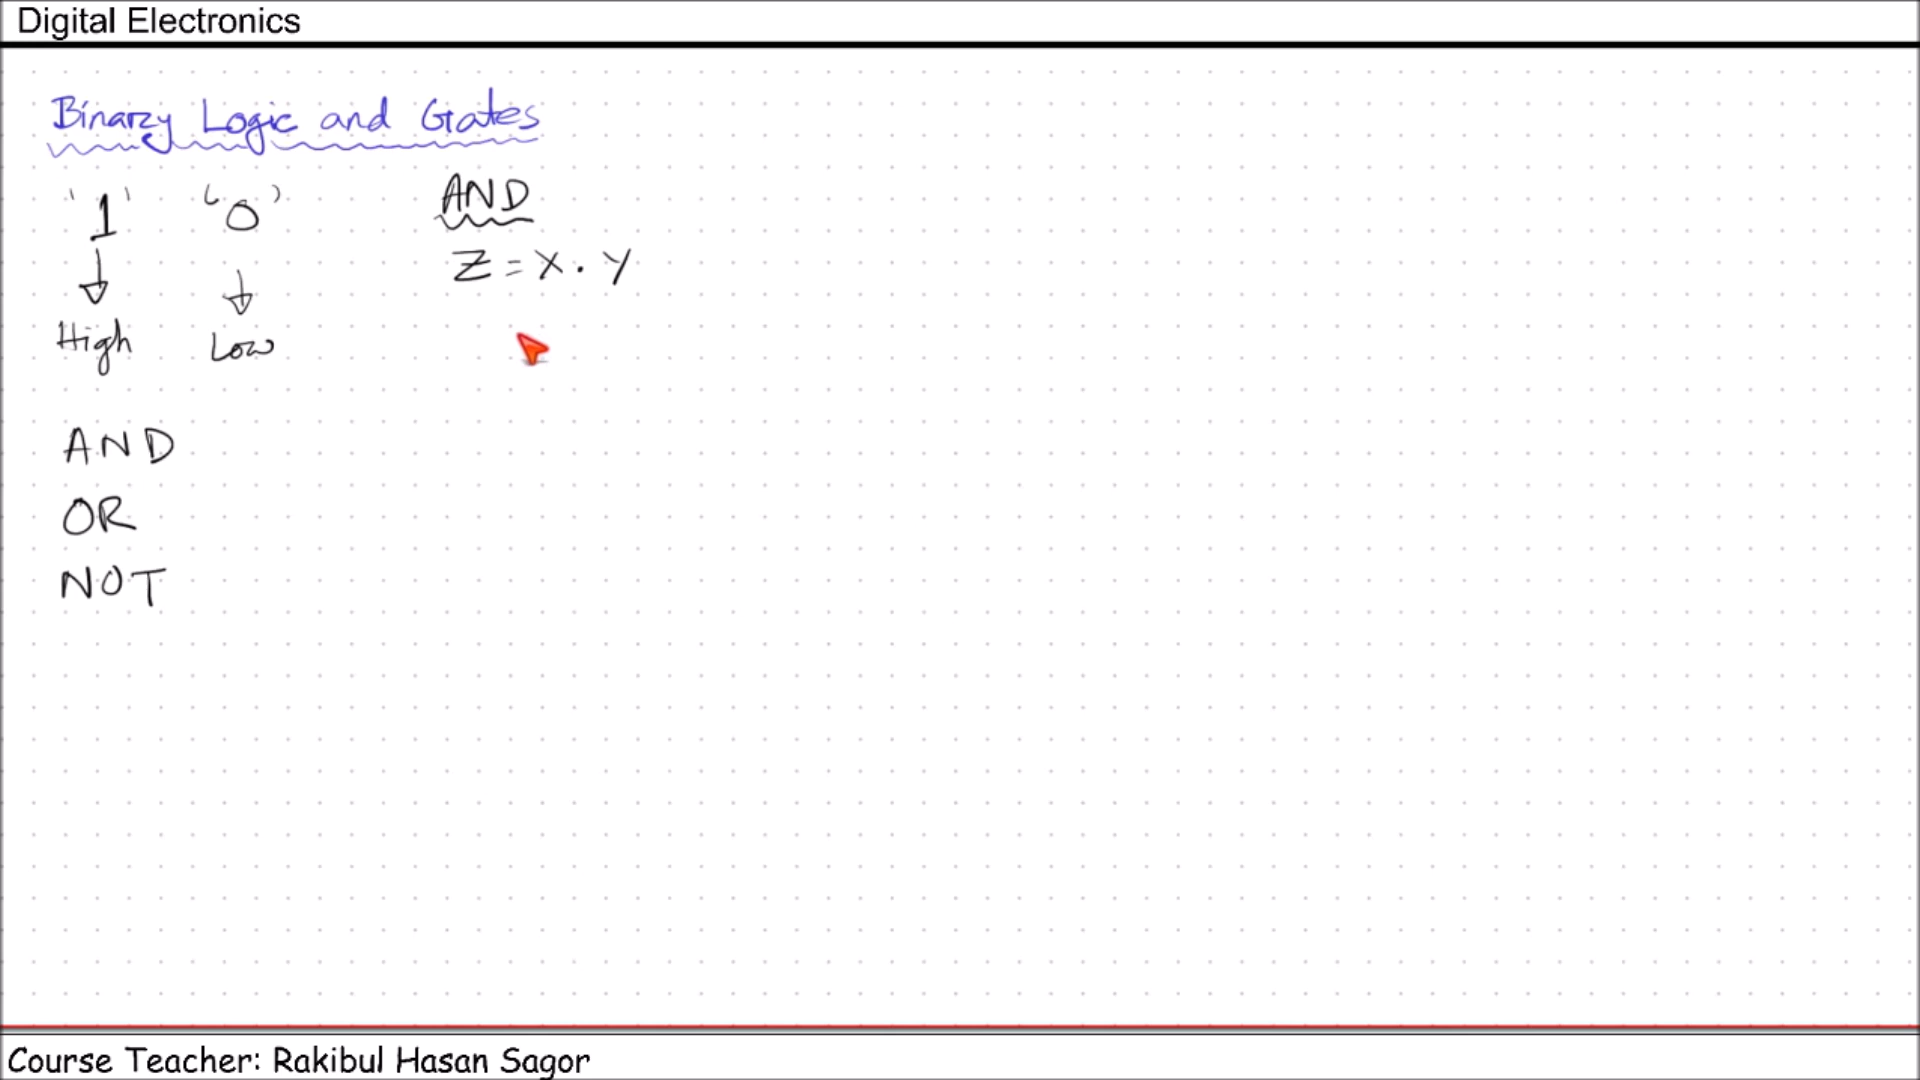 Digital Electronics
Binary Logic and Gates
'1' '0'
High Low
AND
OR
NOT
AND
Z = X . Y
Course Teacher: Rakibul Hasan Sagor